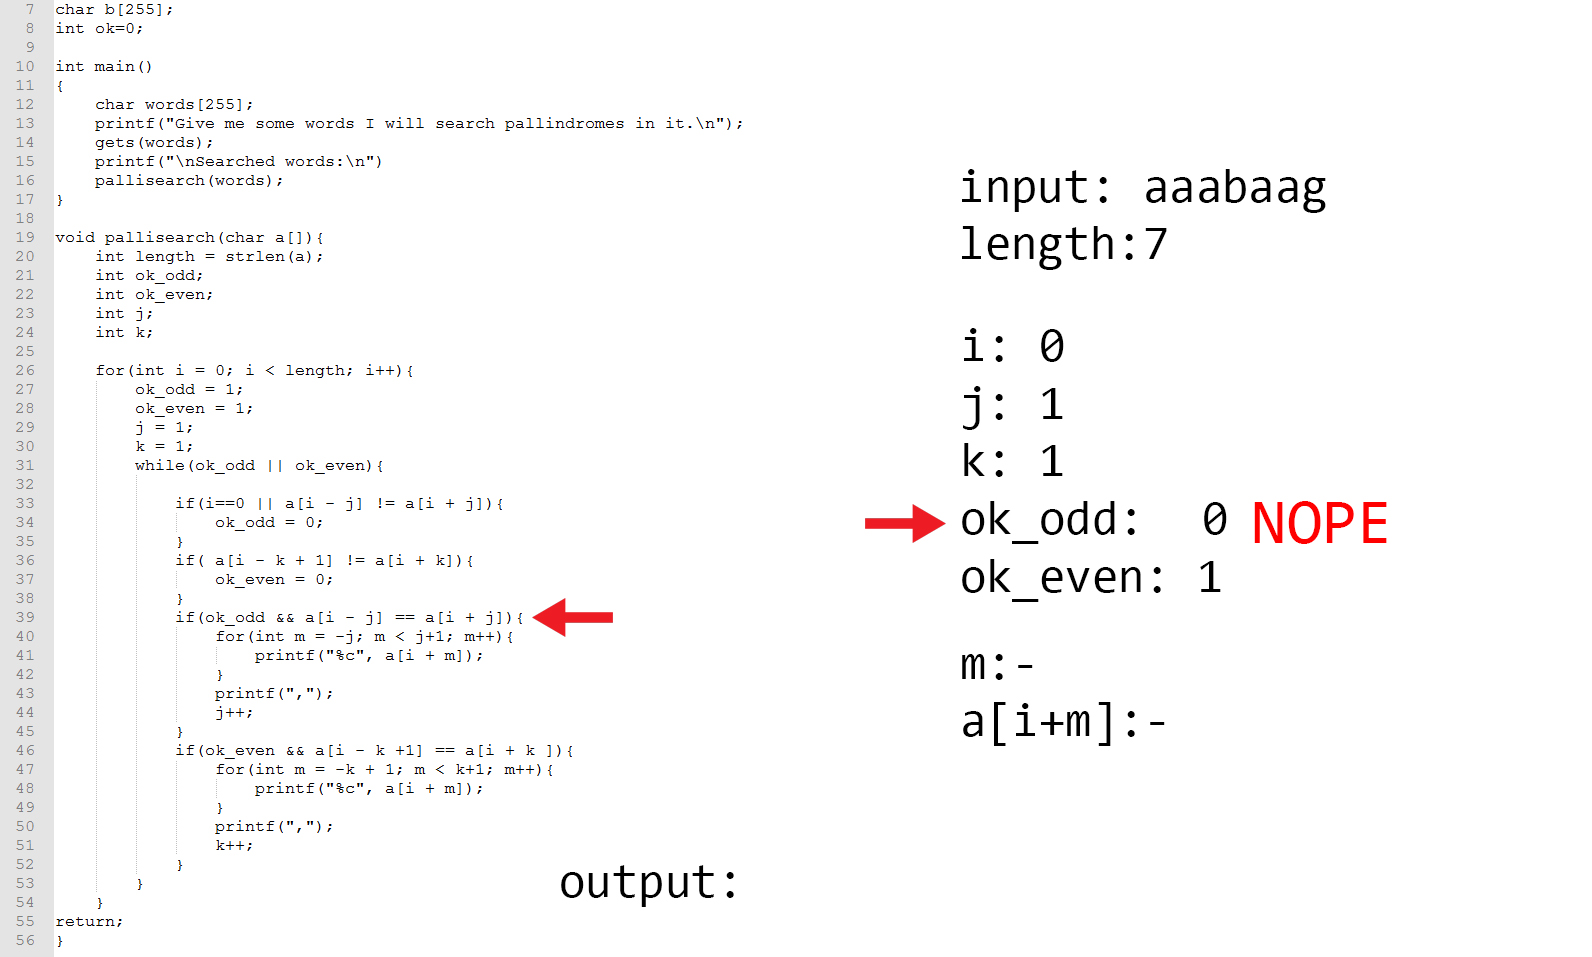 7 char b[255];
8 int ok=0;
9
10 int main()
11 {
12 char words[255];
13 printf("Give me some words I will search pallindromes in it.\n");
14 gets(words);
15 printf("\nSearched words:\n")
16 pallisearch(words);
17 }
18
19 void pallisearch(char a[]){
20 int length = strlen(a);
21 int ok_odd;
22 int ok_even;
23 int j;
24 int k;
25
26 for(int i = 0; i < length; i++){
27 ok_odd = 1;
28 ok_even = 1;
29 j = 1;
30 k = 1;
31 while(ok_odd || ok_even){
32
33 if(i==0 || a[i - j] != a[i + j]){
34 ok_odd = 0;
35 }
36 if( a[i - k + 1] != a[i + k]){
37 ok_even = 0;
38 }
39 if(ok_odd && a[i - j] == a[i + j]){
40 for(int m = -j; m < j+1; m++){
41 printf("%c", a[i + m]);
42 }
43 printf(",");
44 j++;
45 }
46 if(ok_even && a[i - k +1] == a[i + k ]){
47 for(int m = -k + 1; m < k+1; m++){
48 printf("%c", a[i + m]);
49 }
50 printf(",");
51 k++;
52 }
53 }
54 }
55 return;
56 }
input: aaabaag
length:7
i: 0
j: 1
k: 1
ok_odd: 0 NOPE
ok_even: 1
m:-
a[i+m]:-
output: